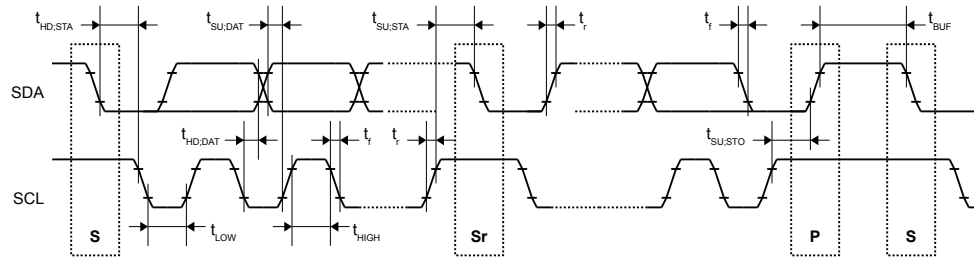 tHD;STA tSU;DAT tSU;STA tr tf tBUF
SDA
tHD;DAT tf tr tSU;STO
SCL
S tLOW tHIGH Sr P S